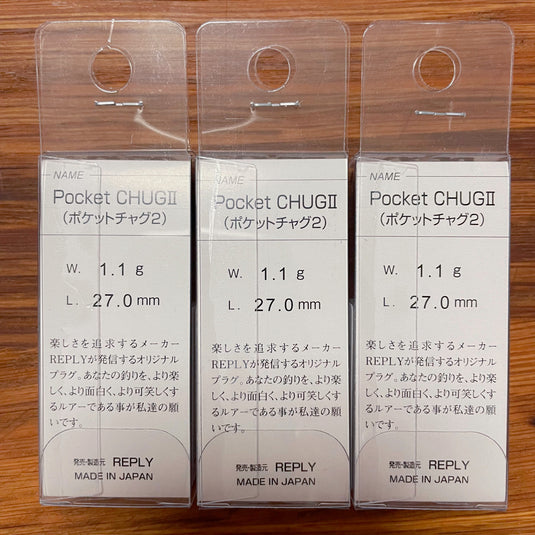 NAME
Pocket CHUGⅡ
(ポケットチャグ2)
W. 1.1 g
L. 27.0 mm
楽しさを追求するメーカー
REPLYが発信するオリジナル
プラグ。あなたの釣りを、より楽
しく、より面白く、より可笑しくす
るルアーである事が私達の願
いです。
発売・製造元 REPLY
MADE IN JAPAN
NAME
Pocket CHUGⅡ
(ポケットチャグ2)
W. 1.1 g
L. 27.0 mm
楽しさを追求するメーカー
REPLYが発信するオリジナル
プラグ。あなたの釣りを、より楽
しく、より面白く、より可笑しくす
るルアーである事が私達の願
いです。
発売・製造元 REPLY
MADE IN JAPAN
NAME
Pocket CHUGⅡ
(ポケットチャグ2)
W. 1.1 g
L. 27.0 mm
楽しさを追求するメーカー
REPLYが発信するオリジナル
プラグ。あなたの釣りを、より楽
しく、より面白く、より可笑しくす
るルアーである事が私達の願
いです。
発売・製造元 REPLY
MADE IN JAPAN